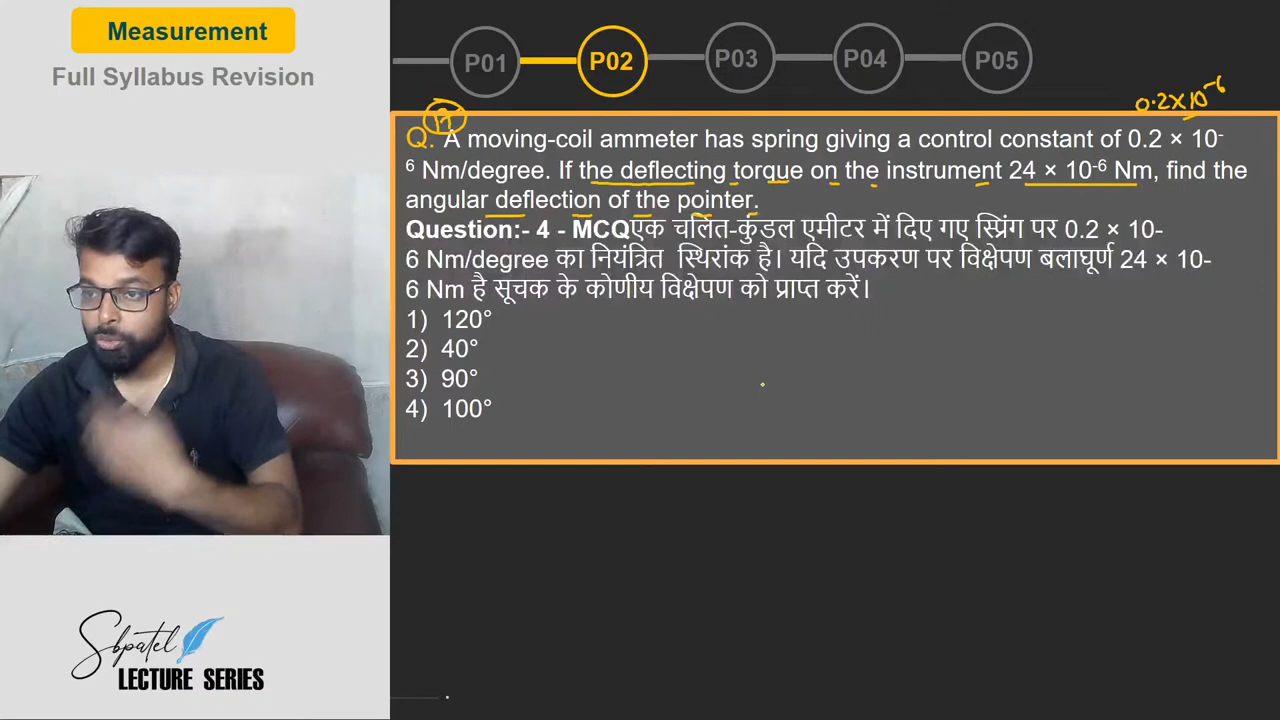 Measurement
Full Syllabus Revision
P01
P02
P03
P04
P05
0.2×10⁻⁶
17
Q. A moving-coil ammeter has spring giving a control constant of 0.2 × 10-
6 Nm/degree. If the deflecting torque on the instrument 24 × 10-6 Nm, find the
angular deflection of the pointer.
Question:- 4 - MCQएक चलित-कुंडल एमीटर में दिए गए स्प्रिंग पर 0.2 × 10-
6 Nm/degree का नियंत्रित स्थिरांक है। यदि उपकरण पर विक्षेपण बलाघूर्ण 24 × 10-
6 Nm है सूचक के कोणीय विक्षेपण को प्राप्त करें।
1) 120°
2) 40°
3) 90°
4) 100°
Sbpatel
LECTURE SERIES